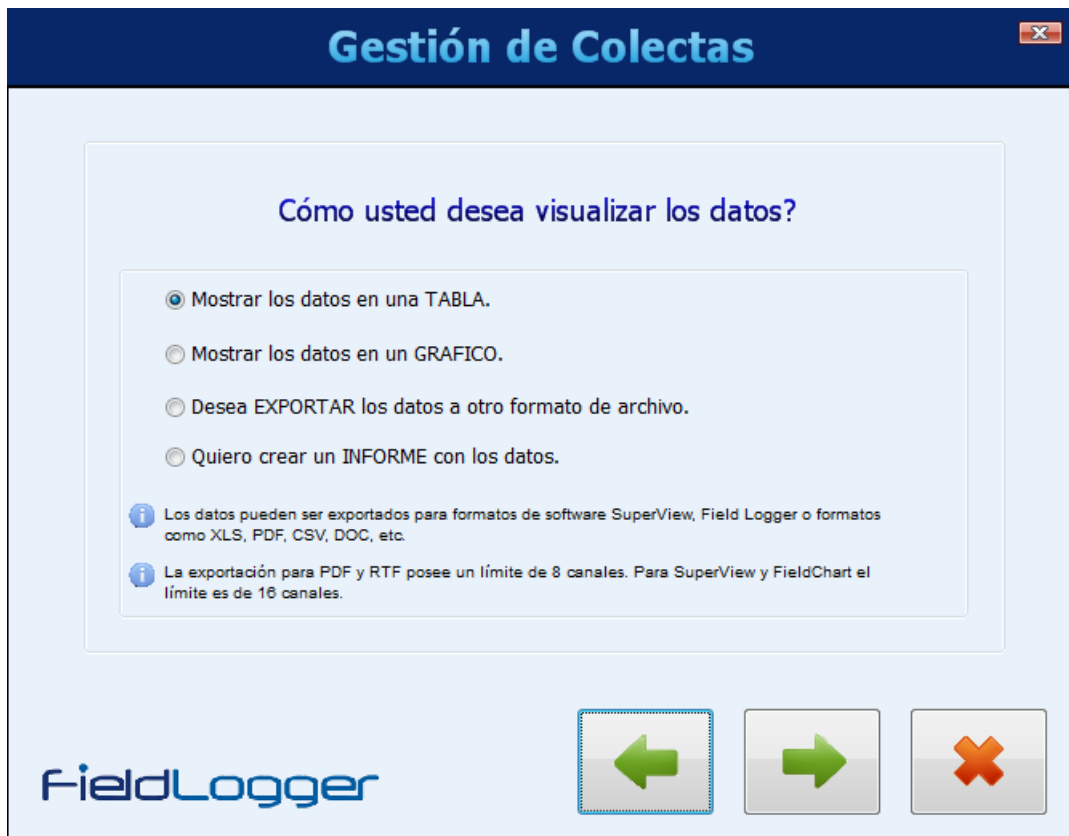 Gestión de Colectas
Cómo usted desea visualizar los datos?
Mostrar los datos en una TABLA.
Mostrar los datos en un GRAFICO.
Desea EXPORTAR los datos a otro formato de archivo.
Quiero crear un INFORME con los datos.
Los datos pueden ser exportados para formatos de software SuperView, Field Logger o formatos
como XLS, PDF, CSV, DOC, etc.
La exportación para PDF y RTF posee un límite de 8 canales. Para SuperView y FieldChart el
límite es de 16 canales.
FieldLogger